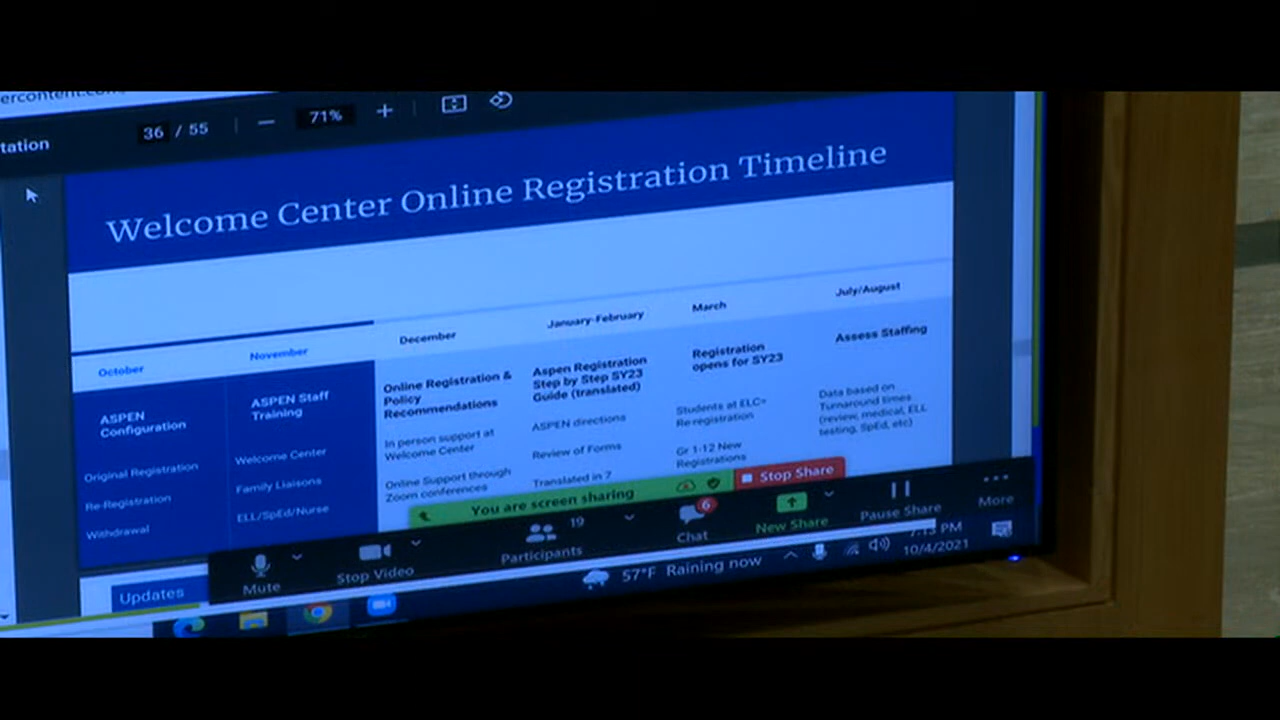 ercontent.com
tation
36 / 55
71%
Welcome Center Online Registration Timeline
October
November
December
January-February
March
July/August
ASPEN
Configuration
Original Registration
Re-Registration
Withdrawal
ASPEN Staff
Training
Welcome Center
Family Liaisons
ELL/SpEd/Nurse
Online Registration &
Policy
Recommendations
In person support at
Welcome Center
Online Support through
Zoom conferences
Aspen Registration
Step by Step SY23
Guide (translated)
ASPEN directions
Review of Forms
Translated in 7
Registration
opens for SY23
Students at ELC=
Re-registration
Gr 1-12 New
Registrations
Assess Staffing
Data based on
Turnaround times
(review, medical, ELL
testing, SpEd, etc)
You are screen sharing
Stop Share
Mute
Stop Video
Participants
19
Chat
6
New Share
Pause Share
More
Updates
57°F Raining now
PM
10/4/2021